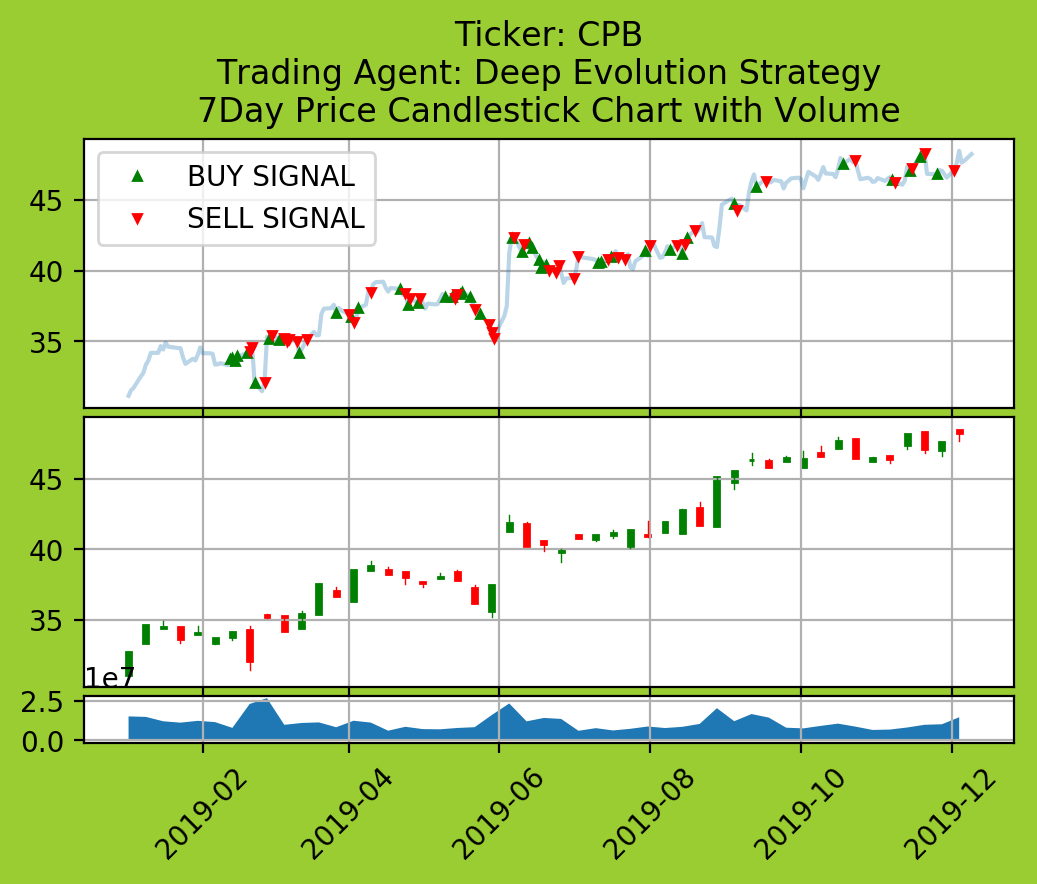 Ticker: CPB
Trading Agent: Deep Evolution Strategy
7Day Price Candlestick Chart with Volume
BUY SIGNAL
SELL SIGNAL
45
40
35
45
40
35
1e7
2.5
0.0
2019-02
2019-04
2019-06
2019-08
2019-10
2019-12